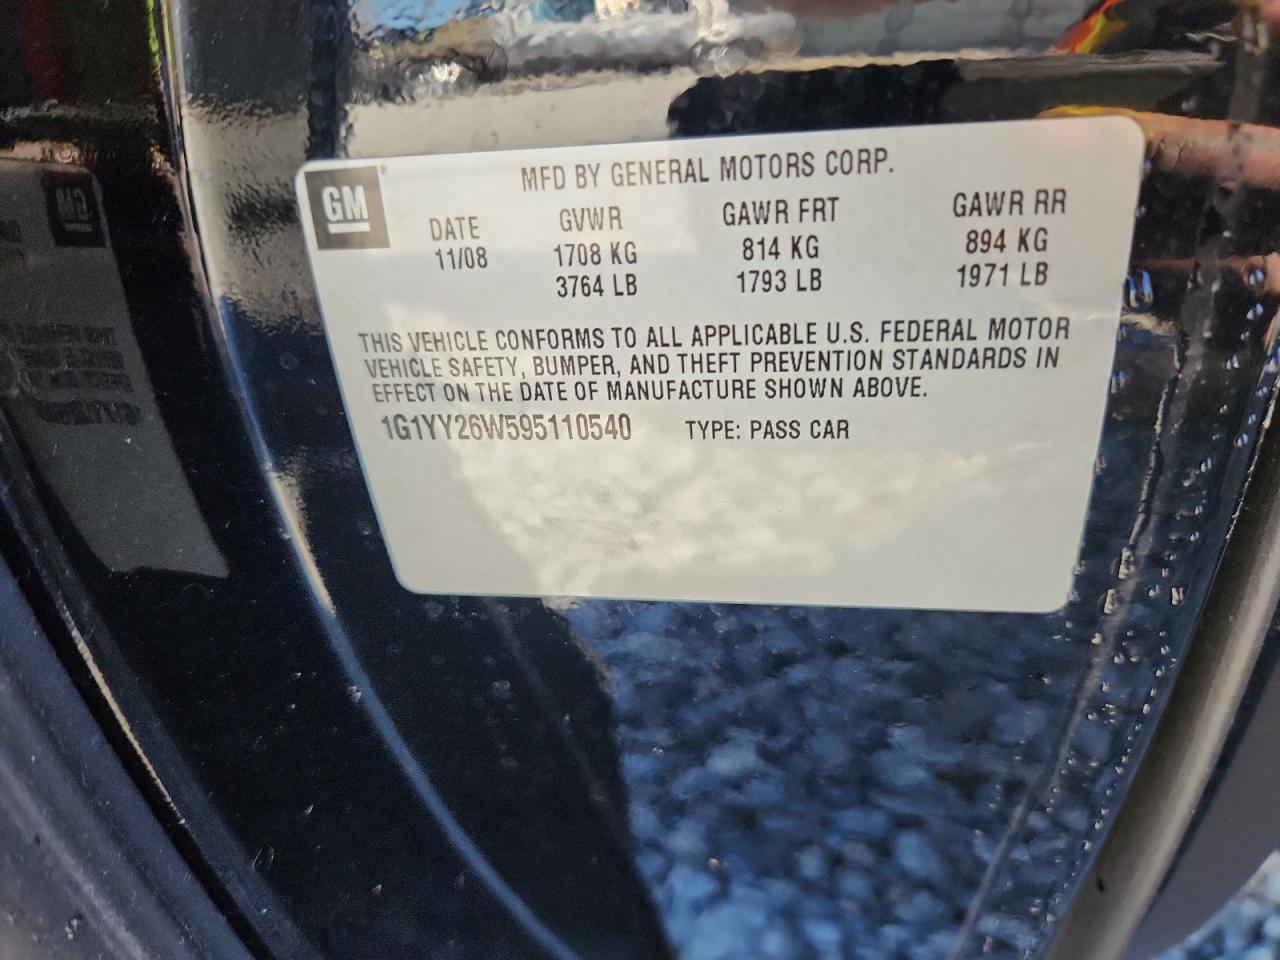 GM
MFD BY GENERAL MOTORS CORP.
DATE GVWR GAWR FRT GAWR RR
11/08 1708 KG 814 KG 894 KG
3764 LB 1793 LB 1971 LB
THIS VEHICLE CONFORMS TO ALL APPLICABLE U.S. FEDERAL MOTOR
VEHICLE SAFETY, BUMPER, AND THEFT PREVENTION STANDARDS IN
EFFECT ON THE DATE OF MANUFACTURE SHOWN ABOVE.
1G1YY26W595110540 TYPE: PASS CAR